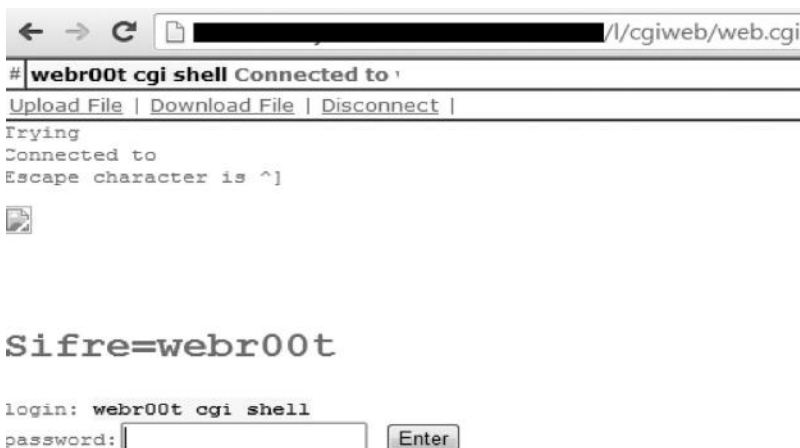 /l/cgiweb/web.cgi
# webr00t cgi shell Connected to
Upload File | Download File | Disconnect |
Trying
Connected to
Escape character is ^]
Sifre=webr00t
login: webr00t cgi shell
password: Enter